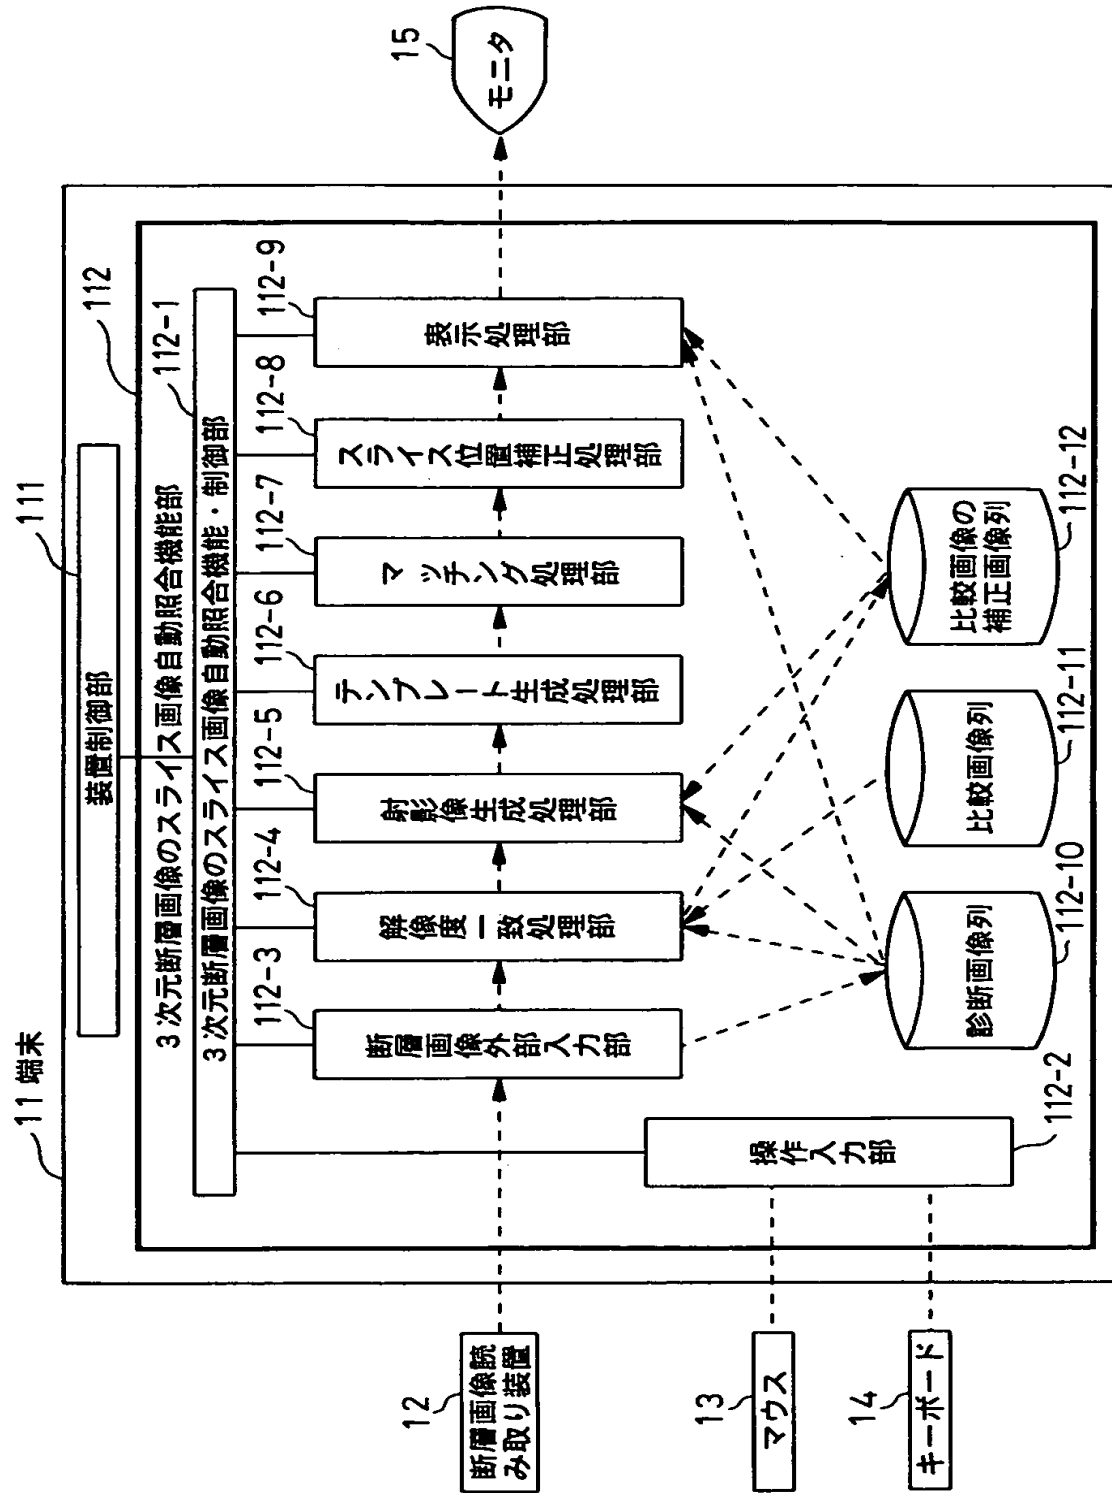 11 端末
111
装置制御部
112
3次元断層画像のスライス画像自動照合機能部
112-1
3次元断層画像のスライス画像自動照合機能・制御部
112-3
断層画像外部入力部
112-4
解像度一致処理部
112-5
射影像生成処理部
112-6
テンプレート生成処理部
112-7
マッチング処理部
112-8
スライス位置補正処理部
112-9
表示処理部
15
モニタ
12
断層画像読
み取り装置
13
マウス
14
キーボード
操作入力部
112-2
診断画像列
112-10
比較画像列
112-11
比較画像の
補正画像列
112-12